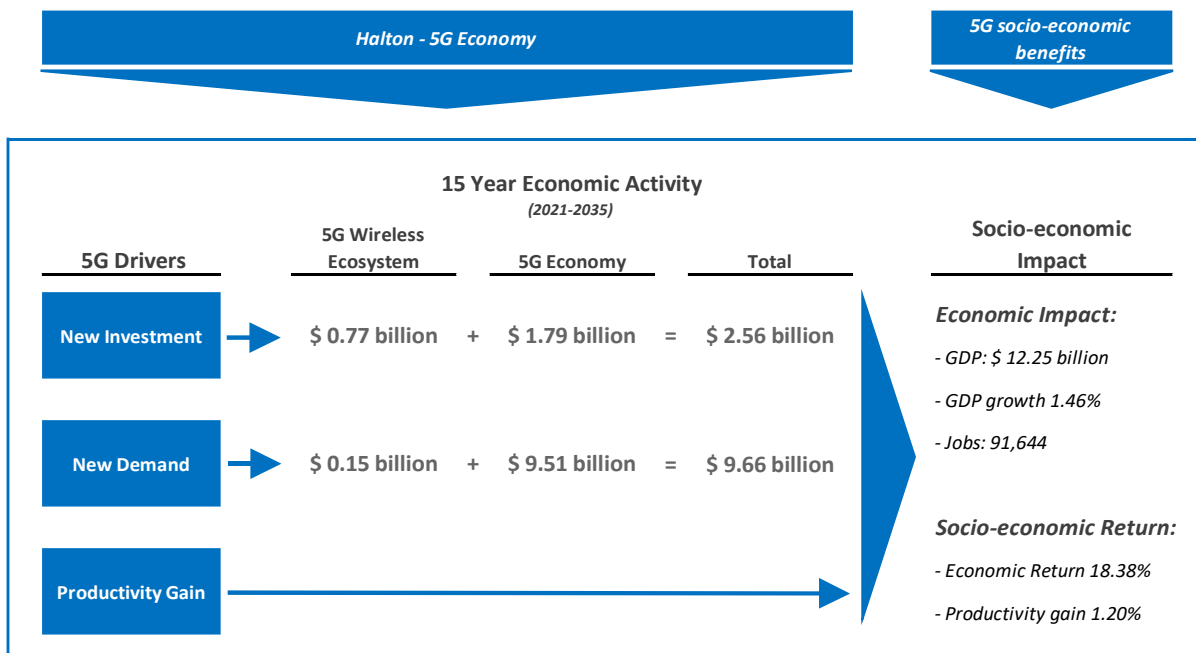 Halton - 5G Economy
5G socio-economic
benefits
15 Year Economic Activity
(2021-2035)
5G Drivers
5G Wireless
Ecosystem
5G Economy
Total
Socio-economic
Impact
New Investment
$ 0.77 billion + $ 1.79 billion = $ 2.56 billion
New Demand
$ 0.15 billion + $ 9.51 billion = $ 9.66 billion
Productivity Gain
Economic Impact:
- GDP: $ 12.25 billion
- GDP growth 1.46%
- Jobs: 91,644
Socio-economic Return:
- Economic Return 18.38%
- Productivity gain 1.20%